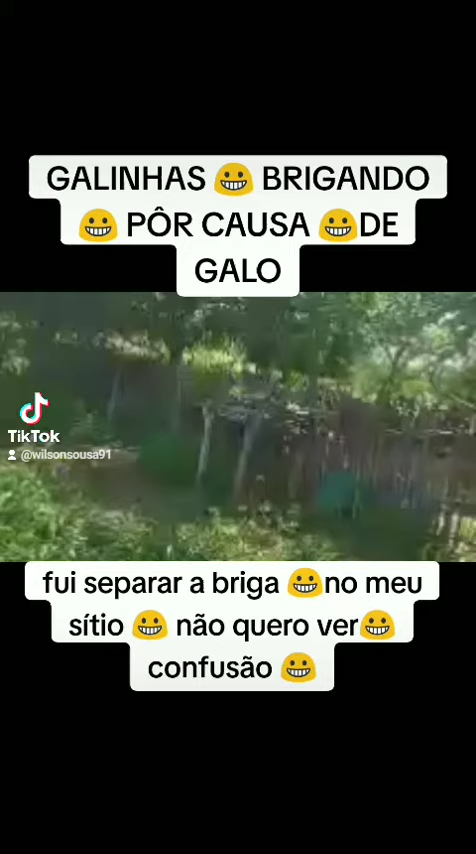 GALINHAS 😀 BRIGANDO
😀 PÔR CAUSA 😀DE
GALO
TikTok
@wilsonsousa91
fui separar a briga 😀no meu
sítio 😀 não quero ver😀
confusão 😀